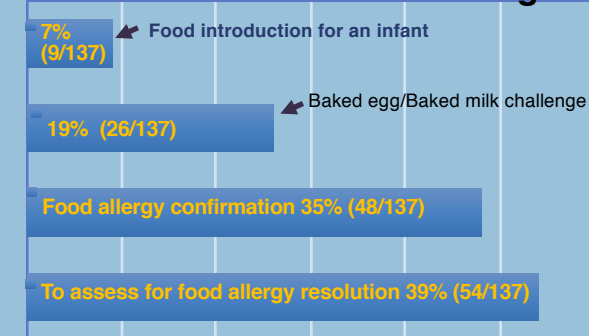 7%
(9/137)
Food introduction for an infant
Baked egg/Baked milk challenge
19% (26/137)
Food allergy confirmation 35% (48/137)
To assess for food allergy resolution 39% (54/137)